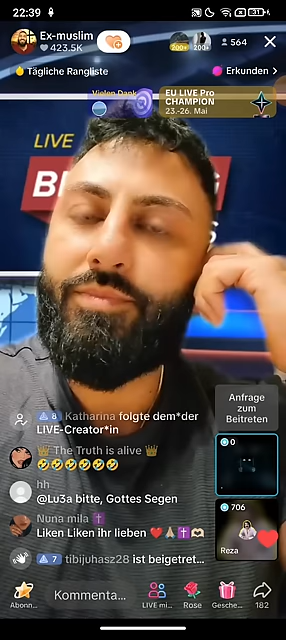 22:39
31
Ex-muslim
423.5K
200+
200+
564
Tägliche Rangliste
Erkunden >
Vielen Dank
EU LIVE Pro
CHAMPION
23.-26. Mai
LIVE
Anfrage
zum
Beitreten
8 Katharina folgte dem*der
LIVE-Creator*in
0
👑The Truth is alive 👑
🤣🤣🤣🤣🤣🤣
hh
@Lu3a bitte, Gottes Segen
706
Nuna mila ✝️
Liken Liken ihr lieben ❤️🙏🏼✝️🫶🏼
Reza
7 tibijuhasz28 ist beigetret...
Abonn...
Kommenta...
LIVE mi...
Rose
Gesche...
182